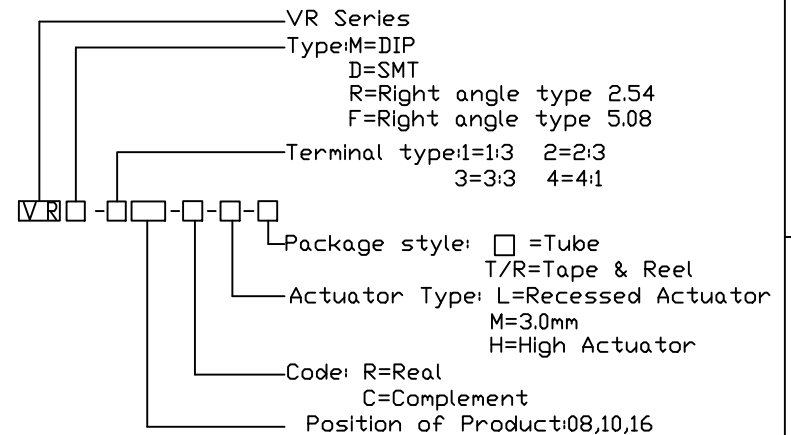 VR Series
Type:M=DIP
D=SMT
R=Right angle type 2.54
F=Right angle type 5.08
Terminal type:1=1:3 2=2:3
3=3:3 4=4:1
VR□-□□-□-□-□
Package style: □ =Tube
T/R=Tape & Reel
Actuator Type: L=Recessed Actuator
M=3.0mm
H=High Actuator
Code: R=Real
C=Complement
Position of Product:08,10,16